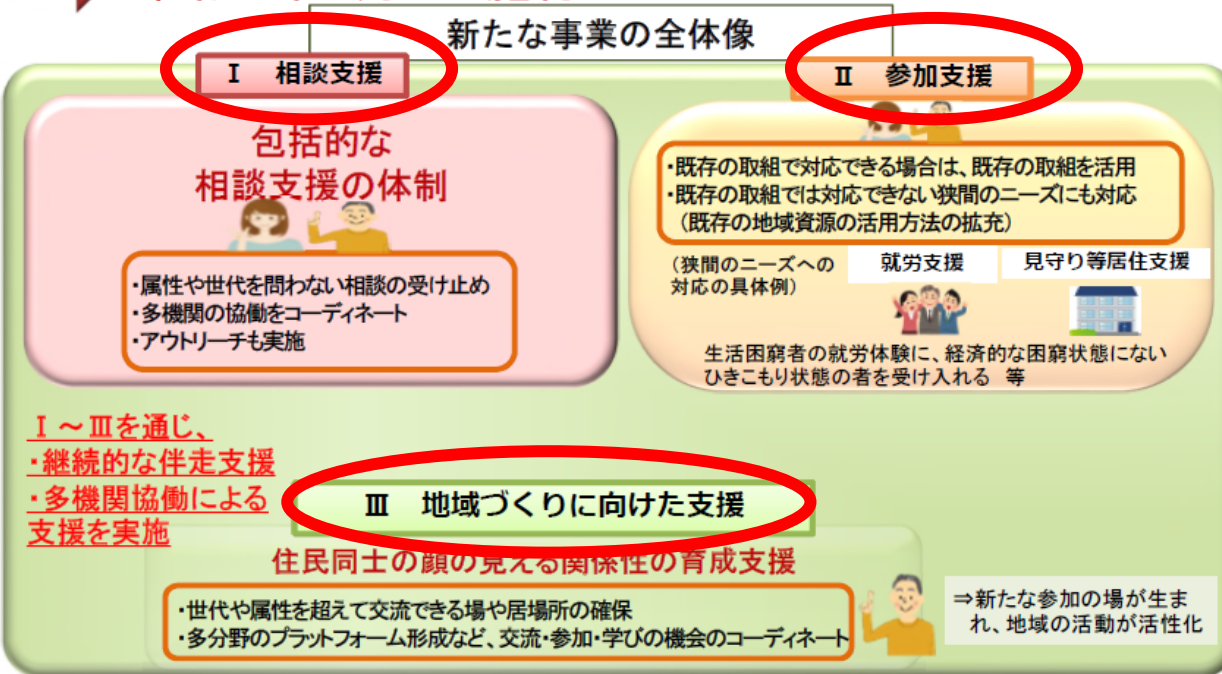 新たな事業の全体像
Ⅰ 相談支援
包括的な
相談支援の体制
・属性や世代を問わない相談の受け止め
・多機関の協働をコーディネート
・アウトリーチも実施
Ⅱ 参加支援
・既存の取組で対応できる場合は、既存の取組を活用
・既存の取組では対応できない狭間のニーズにも対応
（既存の地域資源の活用方法の拡充）
（狭間のニーズへの
対応の具体例）
就労支援
見守り等居住支援
生活困窮者の就労体験に、経済的な困窮状態にない
ひきこもり状態の者を受け入れる 等
Ⅰ～Ⅲを通じ、
・継続的な伴走支援
・多機関協働による
支援を実施
Ⅲ 地域づくりに向けた支援
住民同士の顔の見える関係性の育成支援
・世代や属性を超えて交流できる場や居場所の確保
・多分野のプラットフォーム形成など、交流・参加・学びの機会のコーディネート
⇒新たな参加の場が生ま
れ、地域の活動が活性化